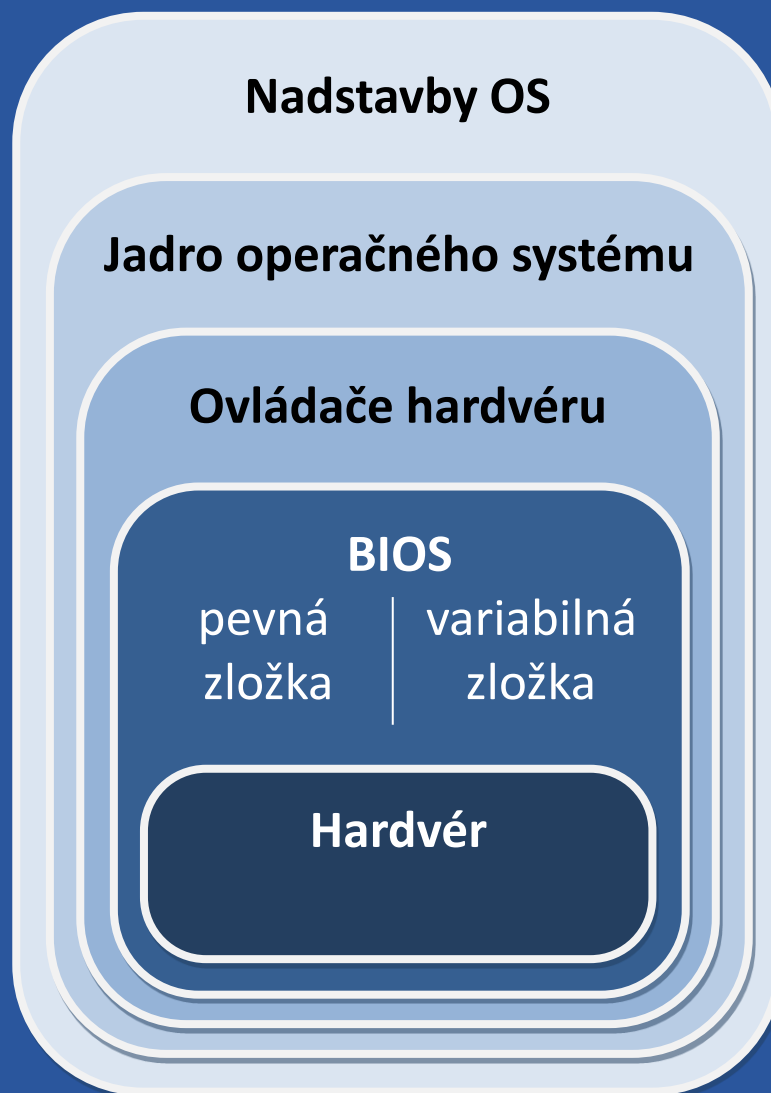 Nadstavby OS
Jadro operačného systému
Ovládače hardvéru
BIOS
pevná
zložka
variabilná
zložka
Hardvér